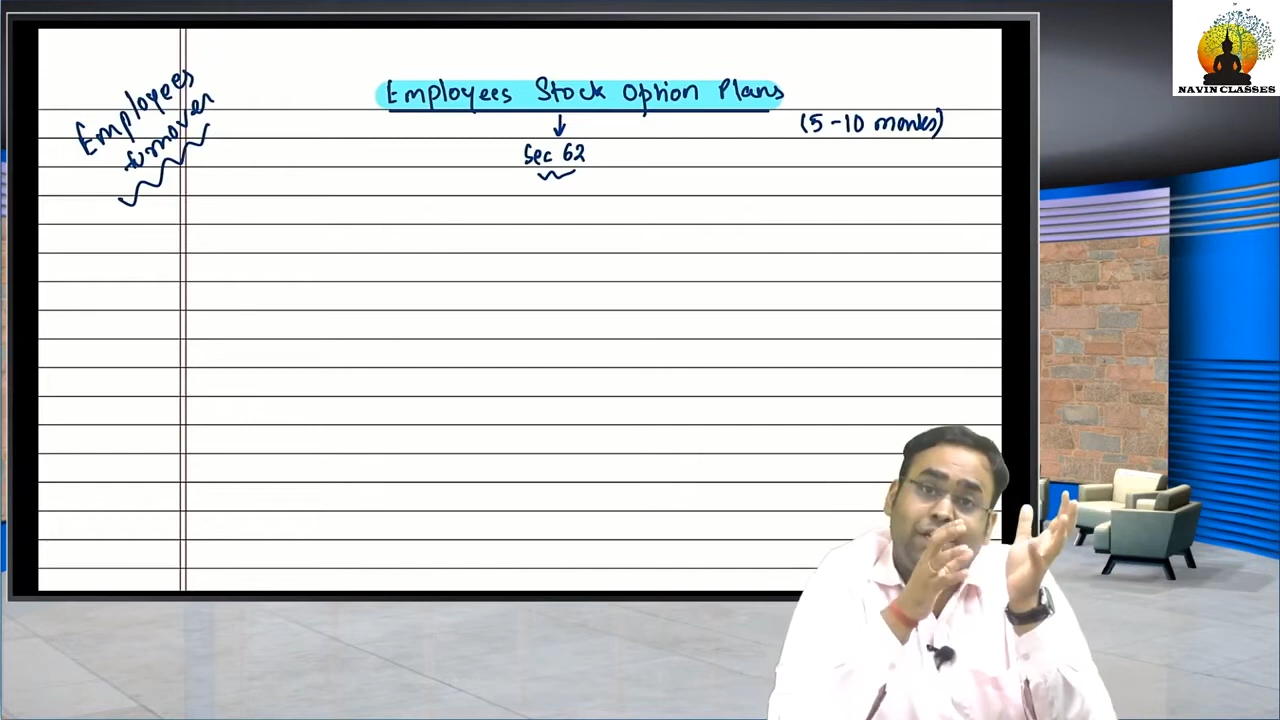 Employees Stock Option Plans
(5-10 marks)
Sec 62
Employees
turnover
NAVIN CLASSES